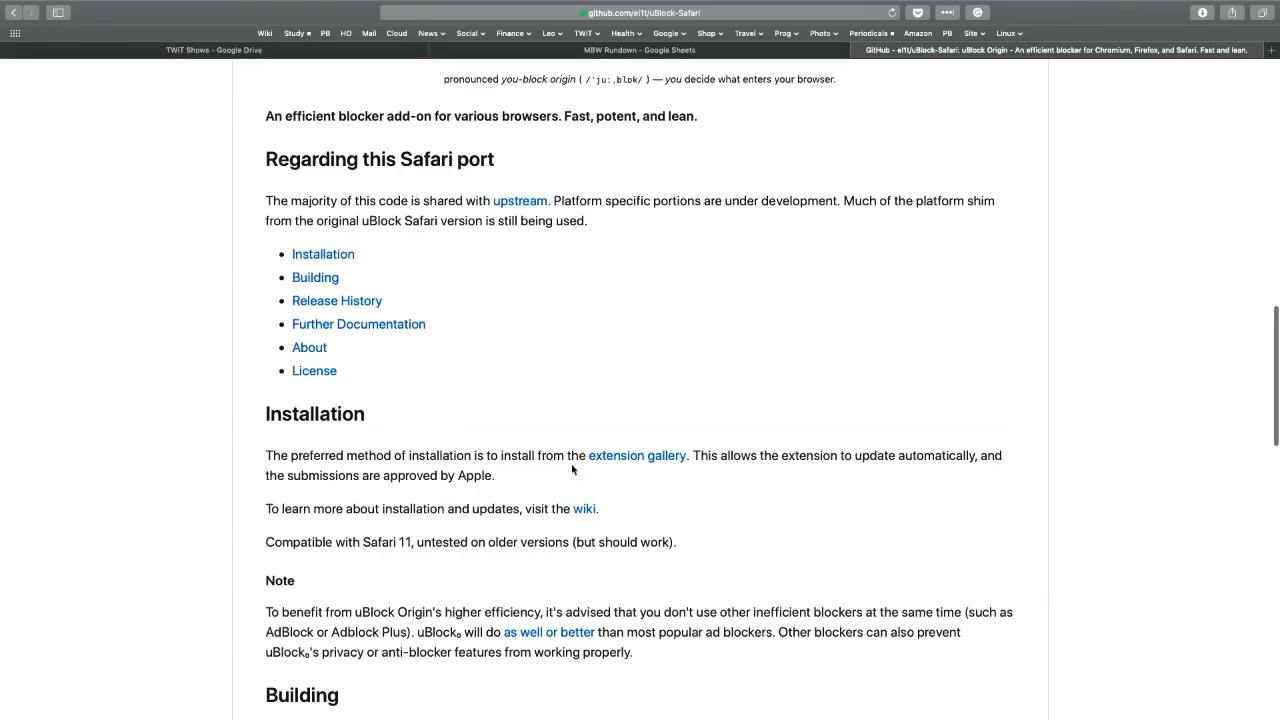 github.com/el1t/uBlock-Safari
Wiki Study PB HO Mail Cloud News Social Finance Leo TWiT Health Google Shop Travel Prog Photo Periodicals Amazon PB Site Linux
TWiT Shows - Google Drive
MBW Rundown - Google Sheets
GitHub - el1t/uBlock-Safari: uBlock Origin - An efficient blocker for Chromium, Firefox, and Safari. Fast and lean.
pronounced you-block origin ( /ˈjuːˌblɒk/ ) — you decide what enters your browser.
An efficient blocker add-on for various browsers. Fast, potent, and lean.
Regarding this Safari port
The majority of this code is shared with upstream. Platform specific portions are under development. Much of the platform shim
from the original uBlock Safari version is still being used.
Installation
Building
Release History
Further Documentation
About
License
Installation
The preferred method of installation is to install from the extension gallery. This allows the extension to update automatically, and
the submissions are approved by Apple.
To learn more about installation and updates, visit the wiki.
Compatible with Safari 11, untested on older versions (but should work).
Note
To benefit from uBlock Origin's higher efficiency, it's advised that you don't use other inefficient blockers at the same time (such as
AdBlock or Adblock Plus). uBlock₀ will do as well or better than most popular ad blockers. Other blockers can also prevent
uBlock₀'s privacy or anti-blocker features from working properly.
Building